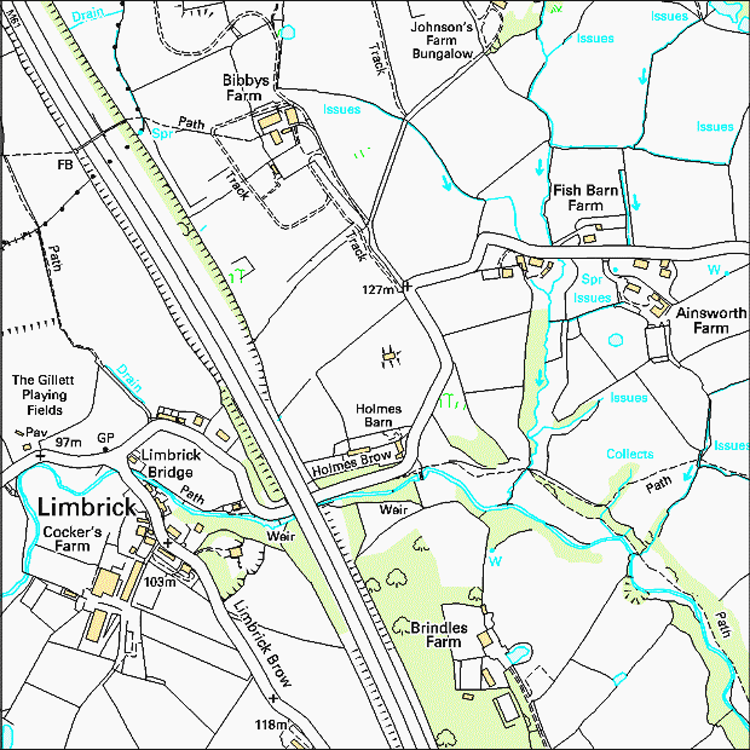 M61
Drain
Johnson's
Farm
Bungalow
Issues
Issues
Track
Bibbys
Farm
Spr
Path
Issues
Issues
FB
Track
Fish Barn
Farm
Path
Track
127m
Spr
Issues
W
Ainsworth
Farm
Drain
The Gillett
Playing
Fields
Pav
97m
GP
Holmes
Barn
Issues
Limbrick
Bridge
Holmes Brow
Collects
Issues
Path
Path
Limbrick
Weir
Weir
Cocker's
Farm
W
103m
Limbrick Brow
Brindles
Farm
Path
118m